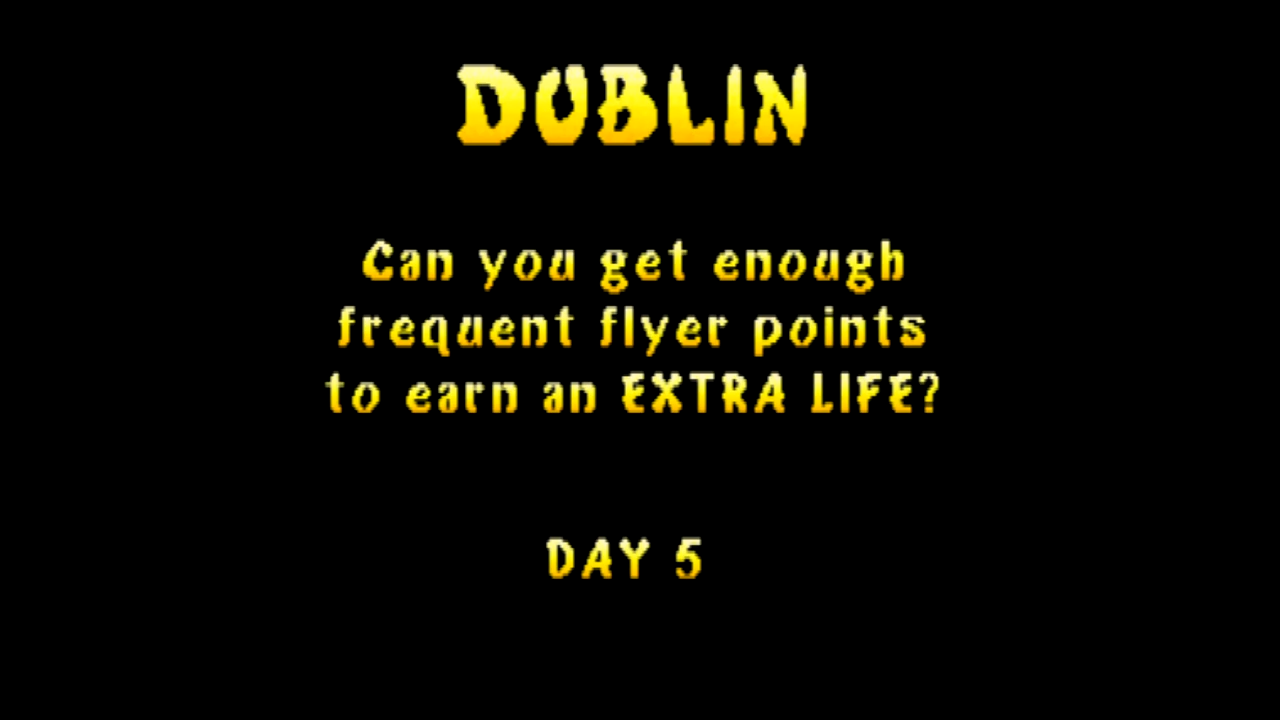 DUBLIN
Can you get enough
frequent flyer points
to earn an EXTRA LIFE?
DAY 5